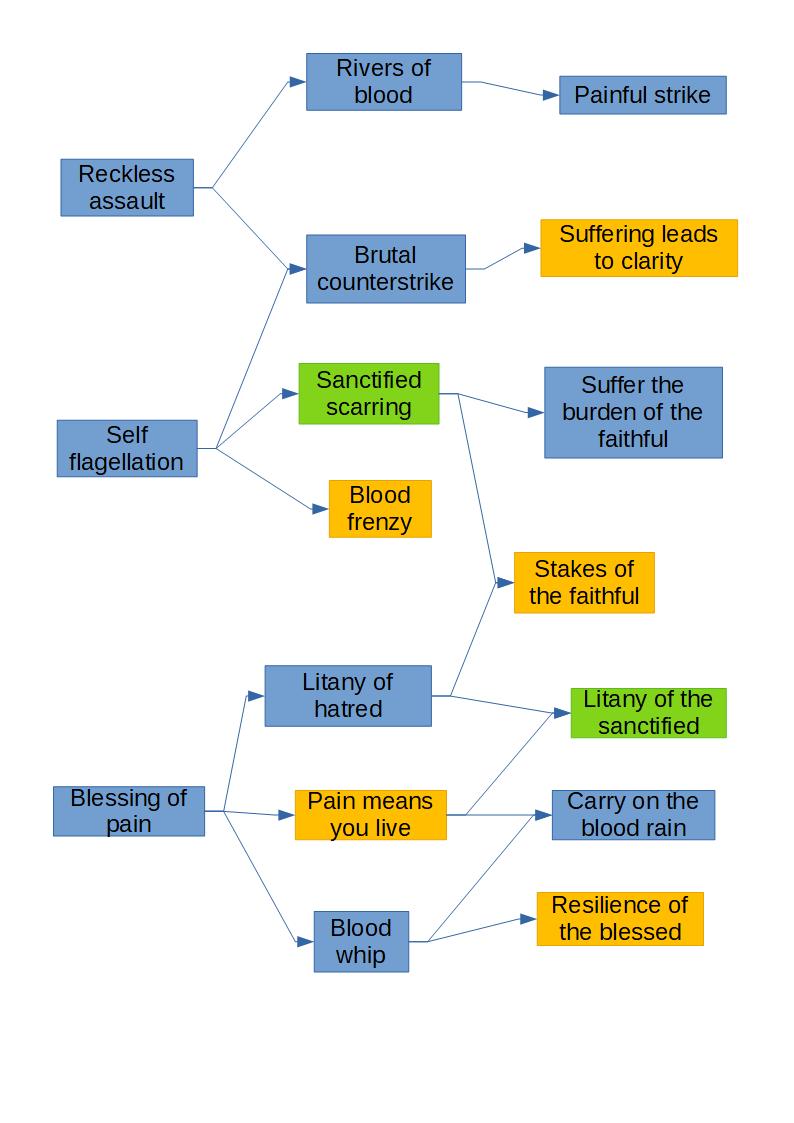 Rivers of
blood
Painful strike
Reckless
assault
Suffering leads
to clarity
Brutal
counterstrike
Sanctified
scarring
Suffer the
burden of the
faithful
Self
flagellation
Blood
frenzy
Stakes of
the faithful
Litany of
hatred
Litany of the
sanctified
Blessing of
pain
Pain means
you live
Carry on the
blood rain
Resilience of
the blessed
Blood
whip